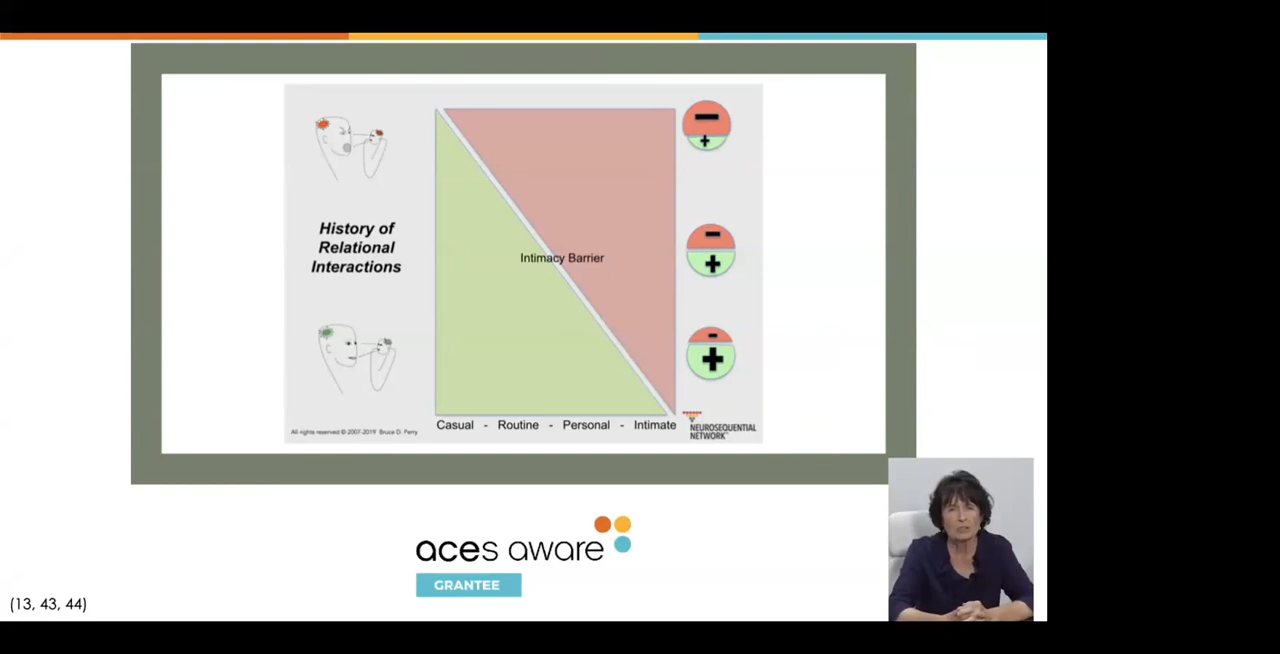 History of
Relational
Interactions
Intimacy Barrier
Casual - Routine - Personal - Intimate
All rights reserved © 2007-2019 Bruce D. Perry
NEUROSEQUENTIAL
NETWORK™
aces aware
GRANTEE
(13, 43, 44)